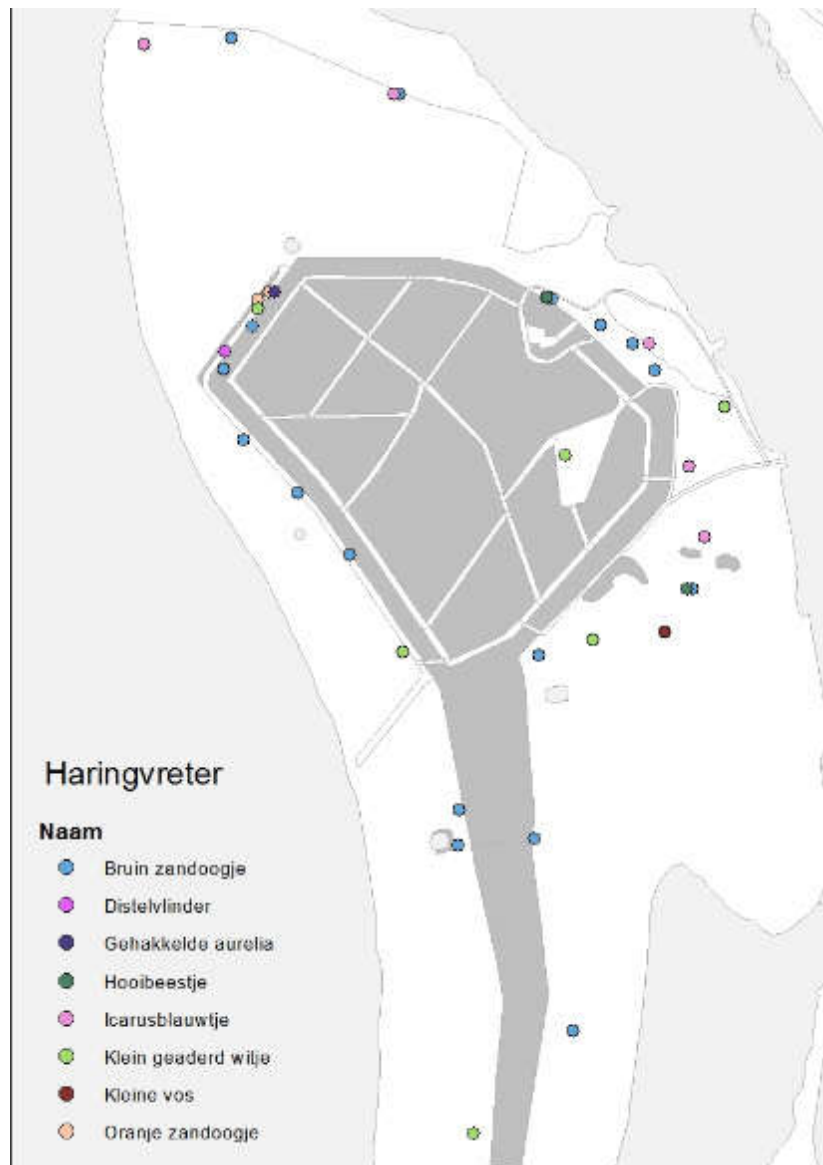 Haringvreter
Naam
Bruin zandoogje
Distelvlinder
Gehakkelde aurelia
Hooibeestje
Icarusblauwtje
Klein geaderd witje
Kleine vos
Oranje zandoogje